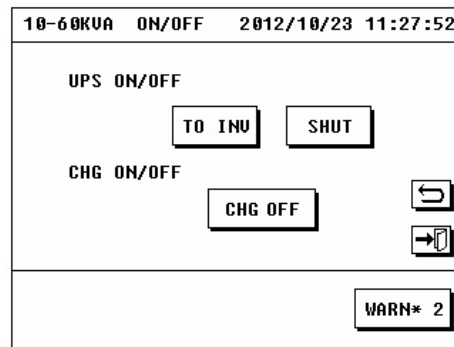 10-60KVA ON/OFF 2012/10/23 11:27:52
UPS ON/OFF
TO INV SHUT
CHG ON/OFF
CHG OFF
WARN* 2